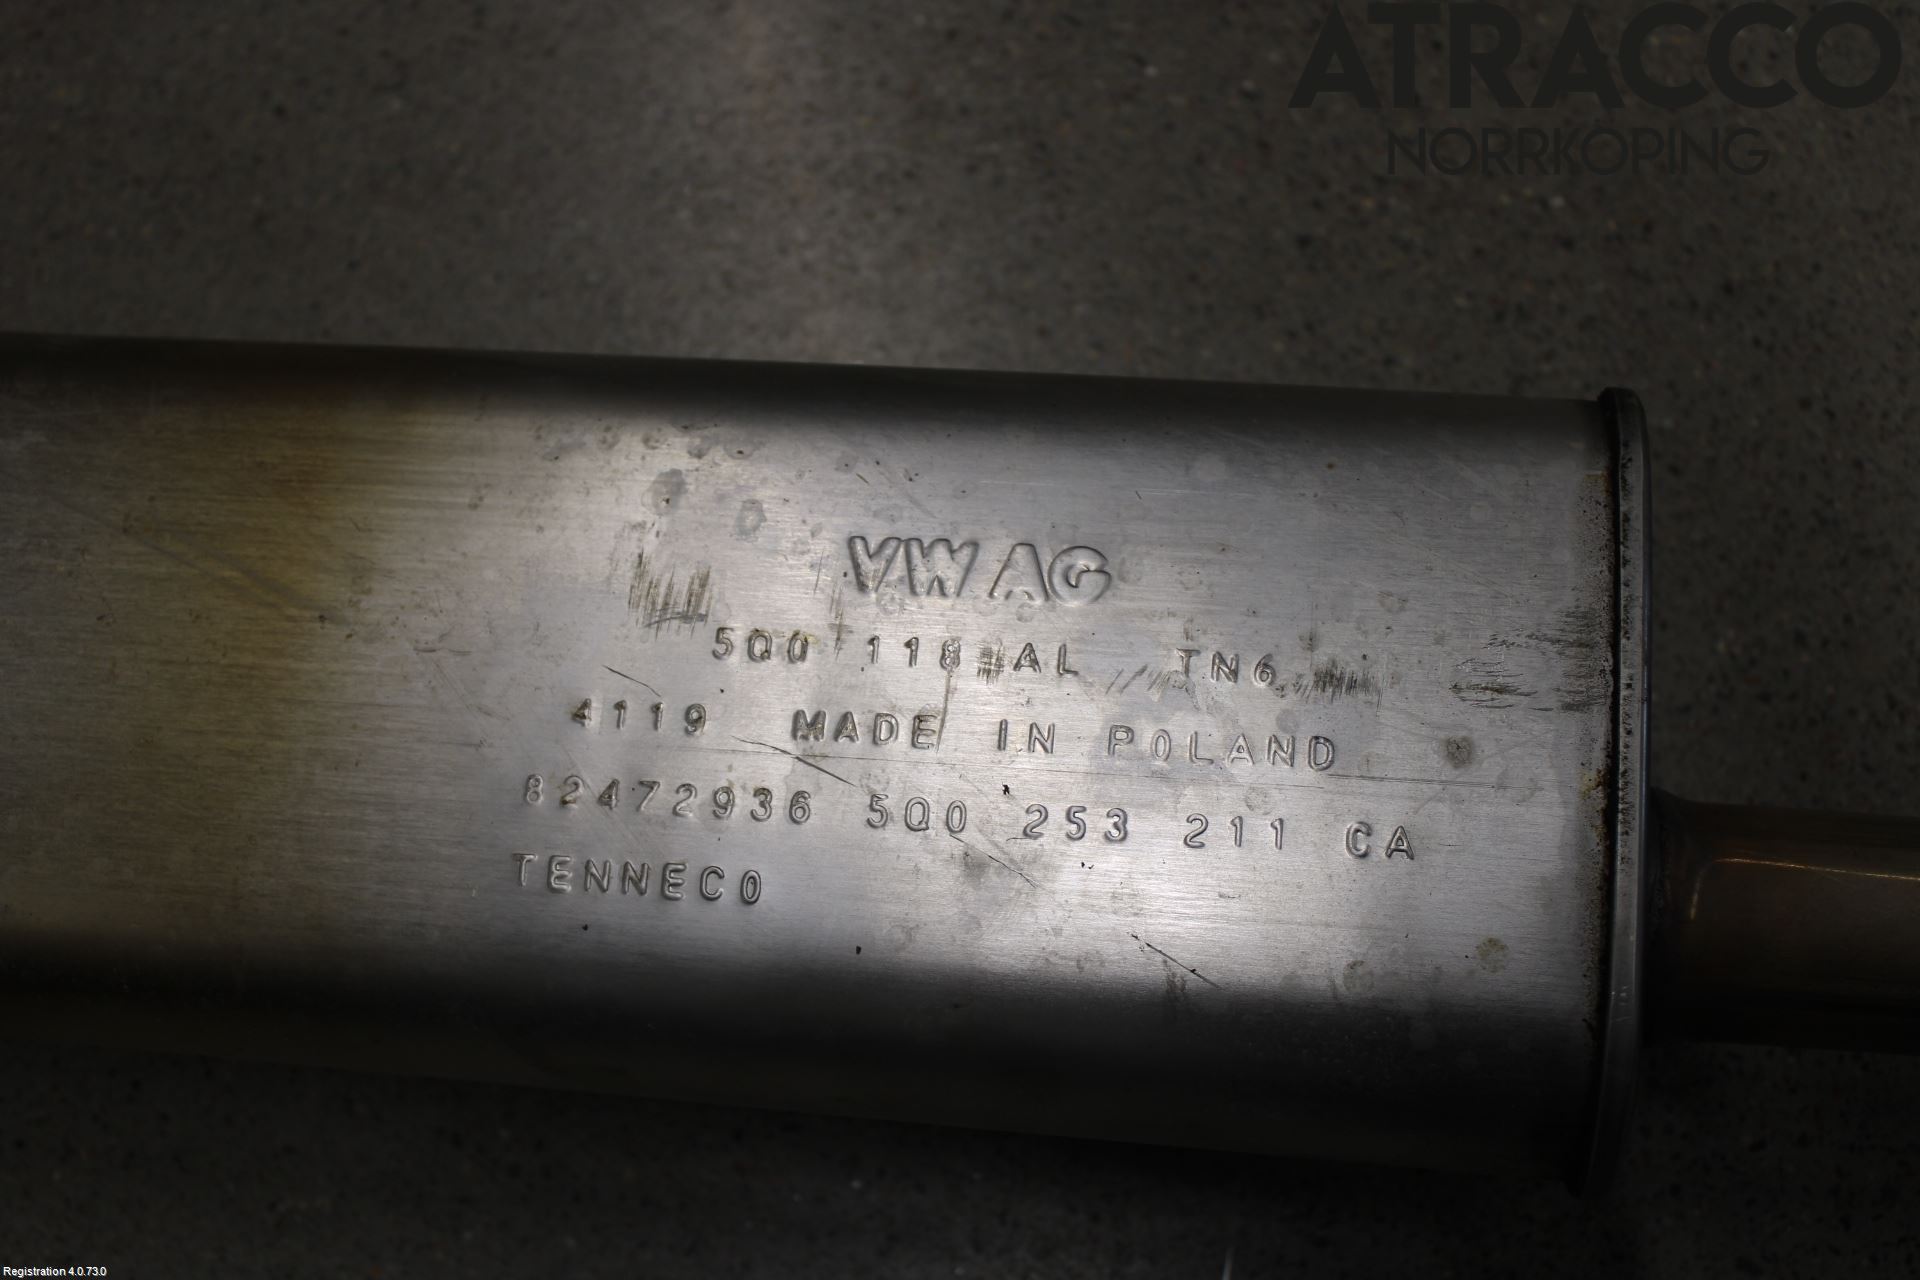 ATRACCO
NORRKÖPING
VW AG
5Q0 118 AL TN6
4119 MADE IN POLAND
82472936 5Q0 253 211 CA
TENNECO
Registration 4.0.73.0